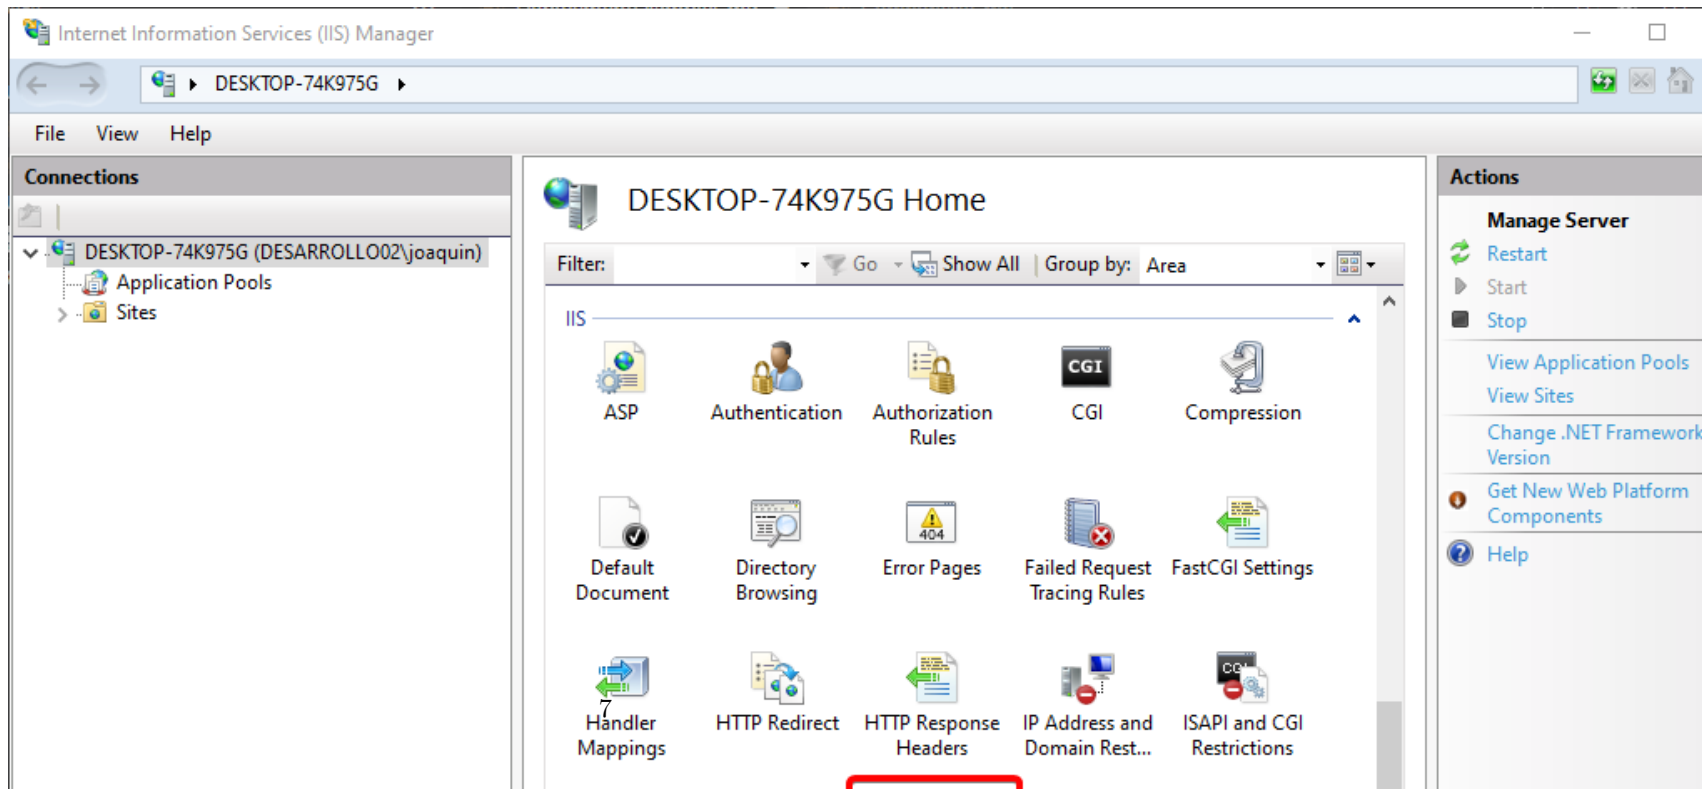 Internet Information Services (IIS) Manager
DESKTOP-74K975G
File View Help
Connections
DESKTOP-74K975G (DESARROLLO02\joaquin)
Application Pools
Sites
DESKTOP-74K975G Home
Filter: Go Show All Group by: Area
IIS
ASP
Authentication
Authorization
Rules
CGI
CGI
Compression
Default
Document
Directory
Browsing
404
Error Pages
Failed Request
Tracing Rules
FastCGI Settings
7
Handler
Mappings
HTTP Redirect
HTTP Response
Headers
IP Address and
Domain Rest...
CGI
ISAPI and CGI
Restrictions
Actions
Manage Server
Restart
Start
Stop
View Application Pools
View Sites
Change .NET Framework
Version
Get New Web Platform
Components
Help